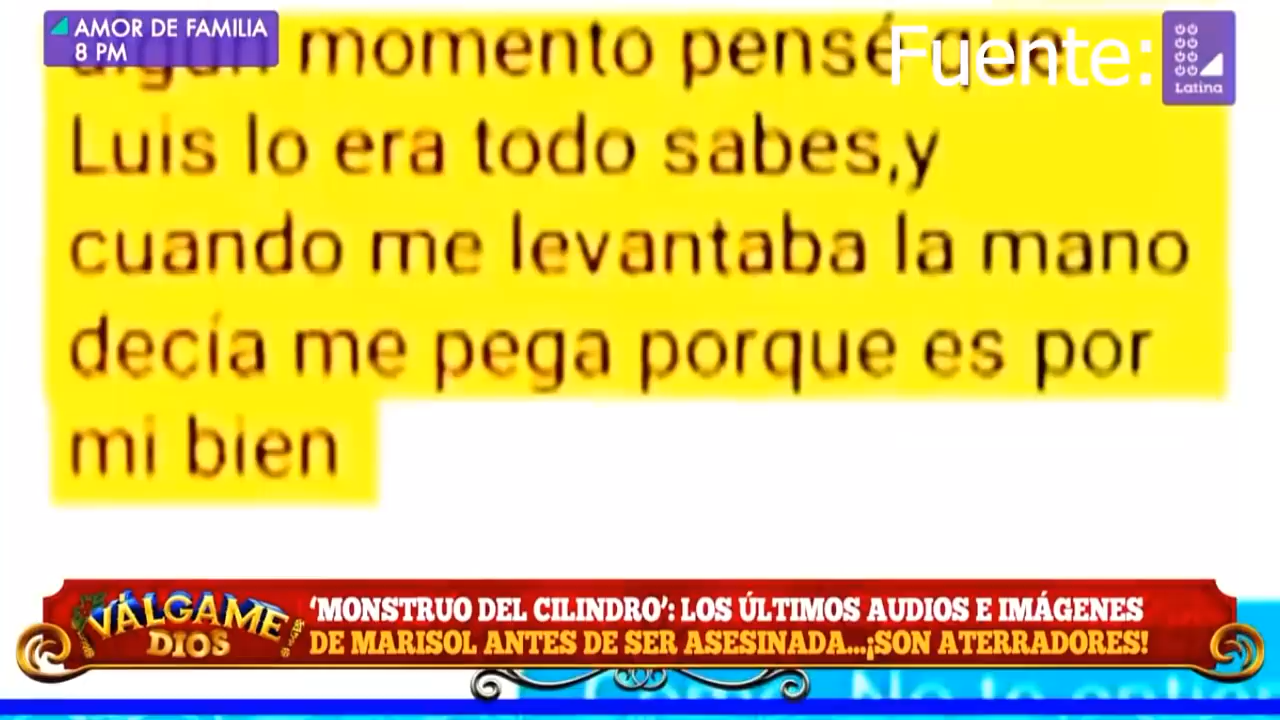 AMOR DE FAMILIA
8 PM
algún momento pensé que
Fuente:
Latina
Luis lo era todo sabes,y
cuando me levantaba la mano
decía me pega porque es por
mi bien
VÁLGAME
DIOS
'MONSTRUO DEL CILINDRO': LOS ÚLTIMOS AUDIOS E IMÁGENES
DE MARISOL ANTES DE SER ASESINADA...¡SON ATERRADORES!